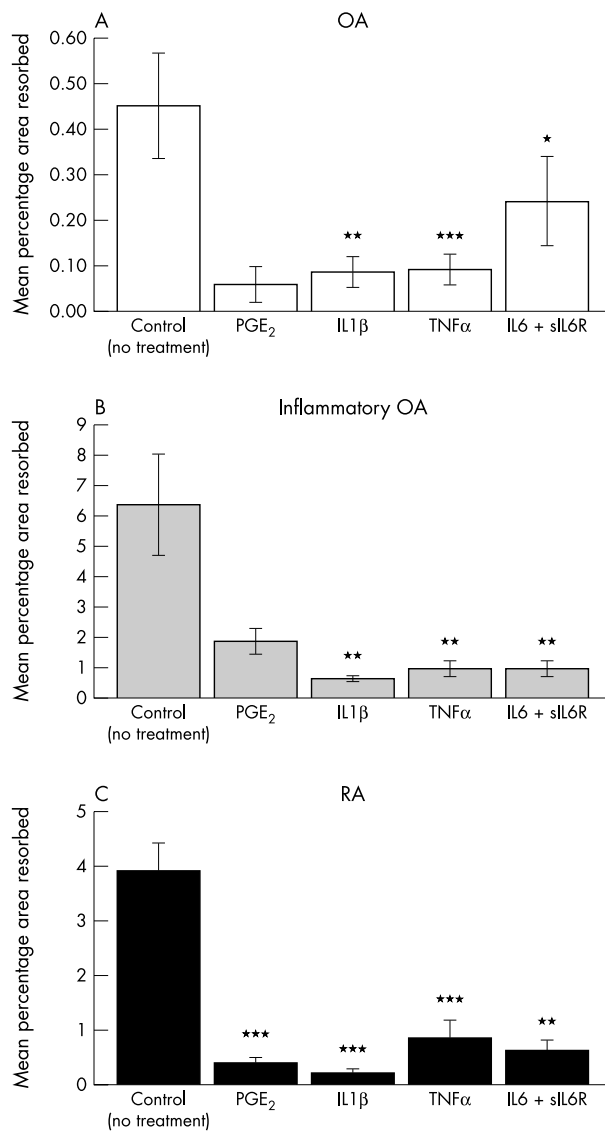 A OA
Mean percentage area resorbed
0.60
0.50
0.40
0.30
0.20
0.10
0.00
★★ ★★★ ★
Control
(no treatment)
PGE₂
IL1β
TNFα
IL6 + sIL6R
B Inflammatory OA
Mean percentage area resorbed
9
8
7
6
5
4
3
2
1
0
★★ ★★ ★★
Control
(no treatment)
PGE₂
IL1β
TNFα
IL6 + sIL6R
C RA
Mean percentage area resorbed
5
4
3
2
1
0
★★★ ★★★ ★★★ ★★
Control
(no treatment)
PGE₂
IL1β
TNFα
IL6 + sIL6R